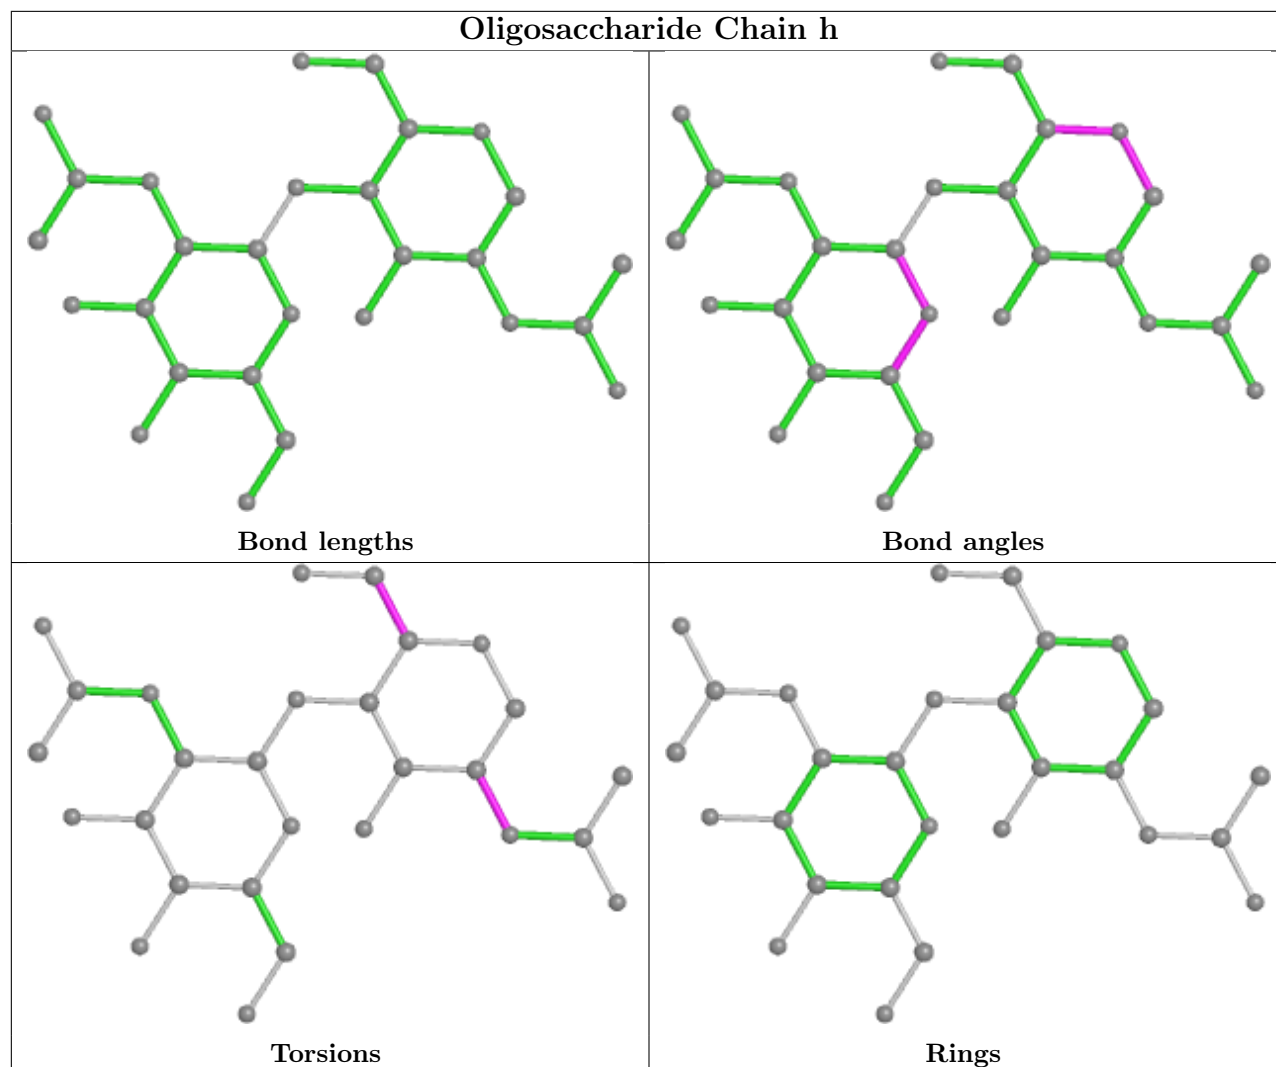 Oligosaccharide Chain h
Bond lengths
Bond angles
Torsions
Rings